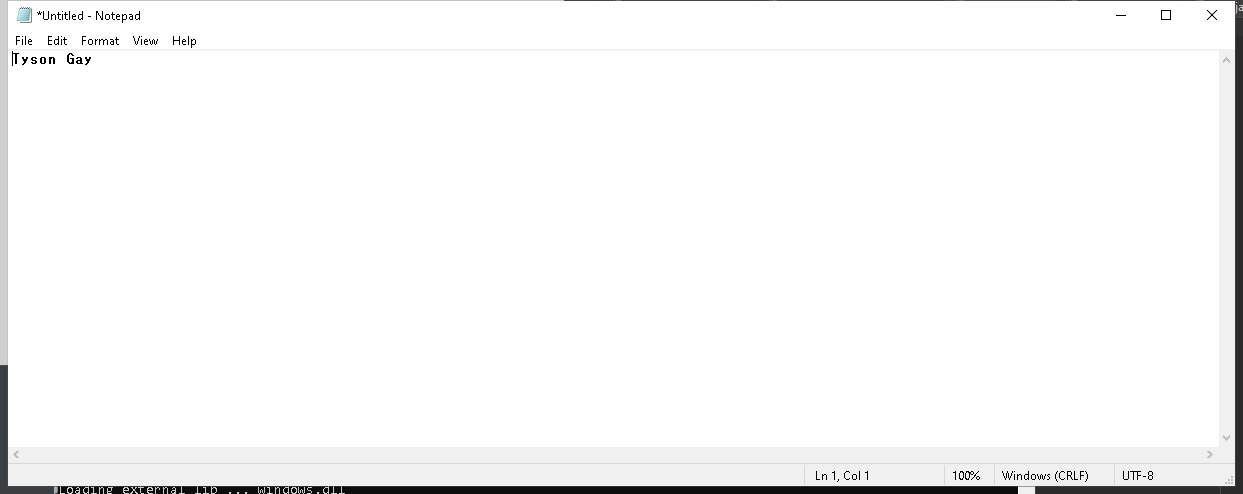 *Untitled - Notepad
File Edit Format View Help
Tyson Gay
Ln 1, Col 1 100% Windows (CRLF) UTF-8
Loading external lib ... windows.dll